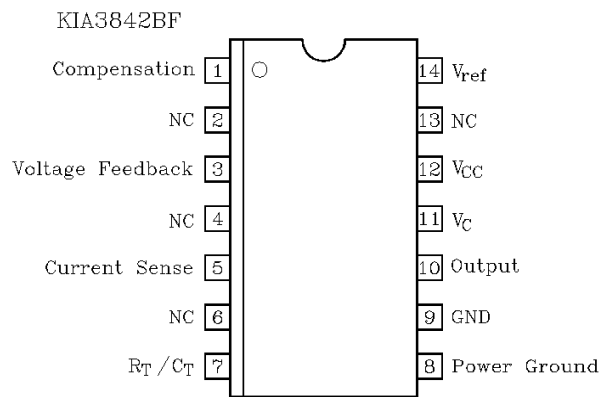 KIA3842BF
Compensation 1 14 Vref
NC 2 13 NC
Voltage Feedback 3 12 VCC
NC 4 11 VC
Current Sense 5 10 Output
NC 6 9 GND
RT/CT 7 8 Power Ground